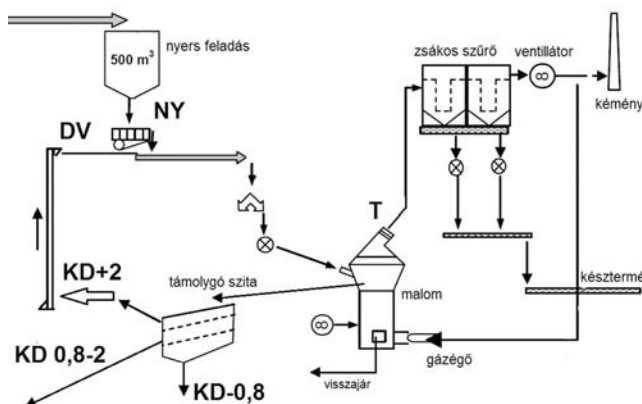 nyers feladás
500 m³
NY
DV
zsákos szűrő
ventillátor
kémény
T
KD+2
támolygó szita
malom
késztermé
KD 0,8-2
KD-0,8
visszajár
gázégő